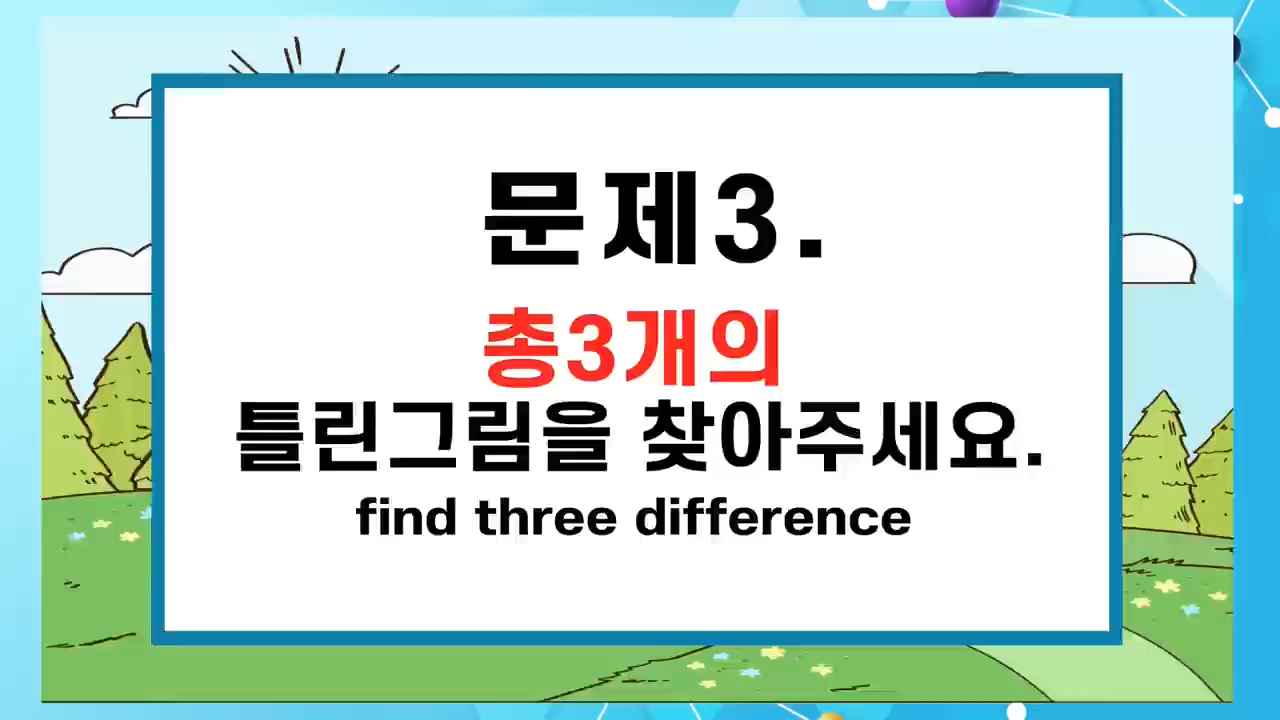 문제3.
총3개의
틀린그림을 찾아주세요.
find three difference